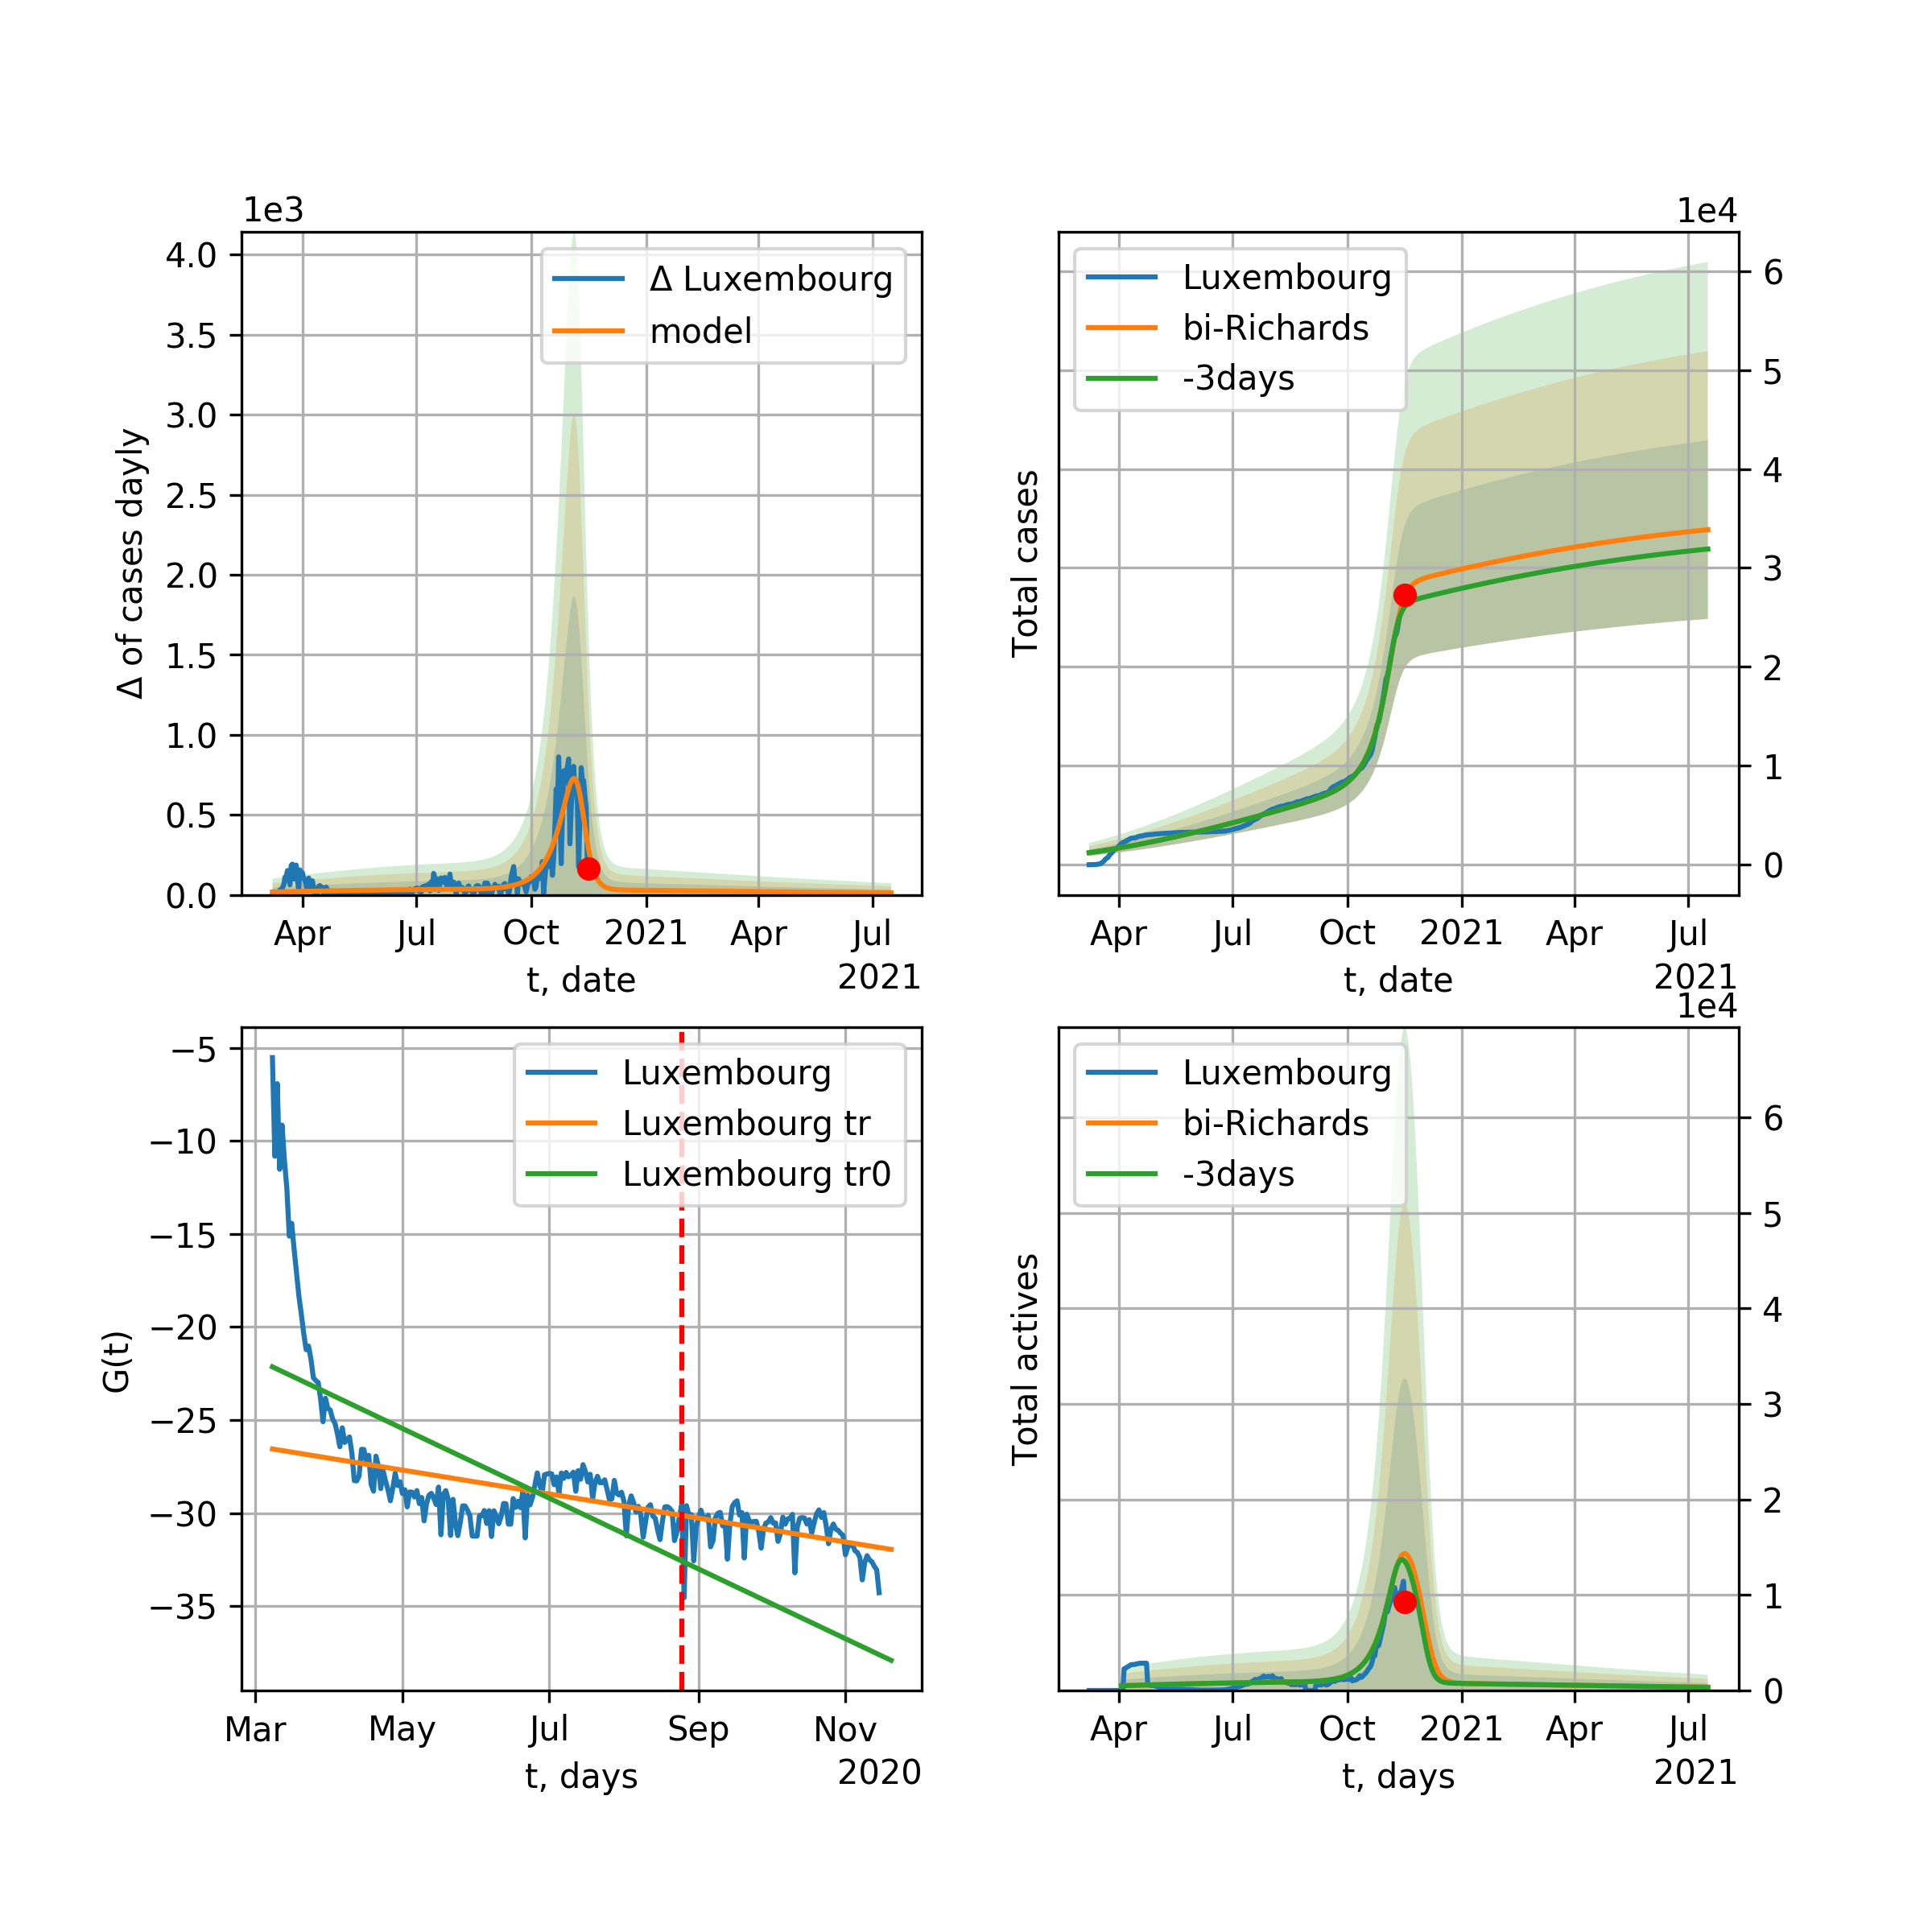 1e3
Δ of cases dayly
4.0
3.5
3.0
2.5
2.0
1.5
1.0
0.5
0.0
Δ Luxembourg
model
Apr Jul Oct 2021 Apr Jul
2021
t, date
1e4
Total cases
Luxembourg
bi-Richards
-3days
6
5
4
3
2
1
0
Apr Jul Oct 2021 Apr Jul
2021
t, date
G(t)
−5
−10
−15
−20
−25
−30
−35
Luxembourg
Luxembourg tr
Luxembourg tr0
Mar May Jul Sep Nov
2020
t, days
1e4
Total actives
Luxembourg
bi-Richards
-3days
6
5
4
3
2
1
0
Apr Jul Oct 2021 Apr Jul
2021
t, days